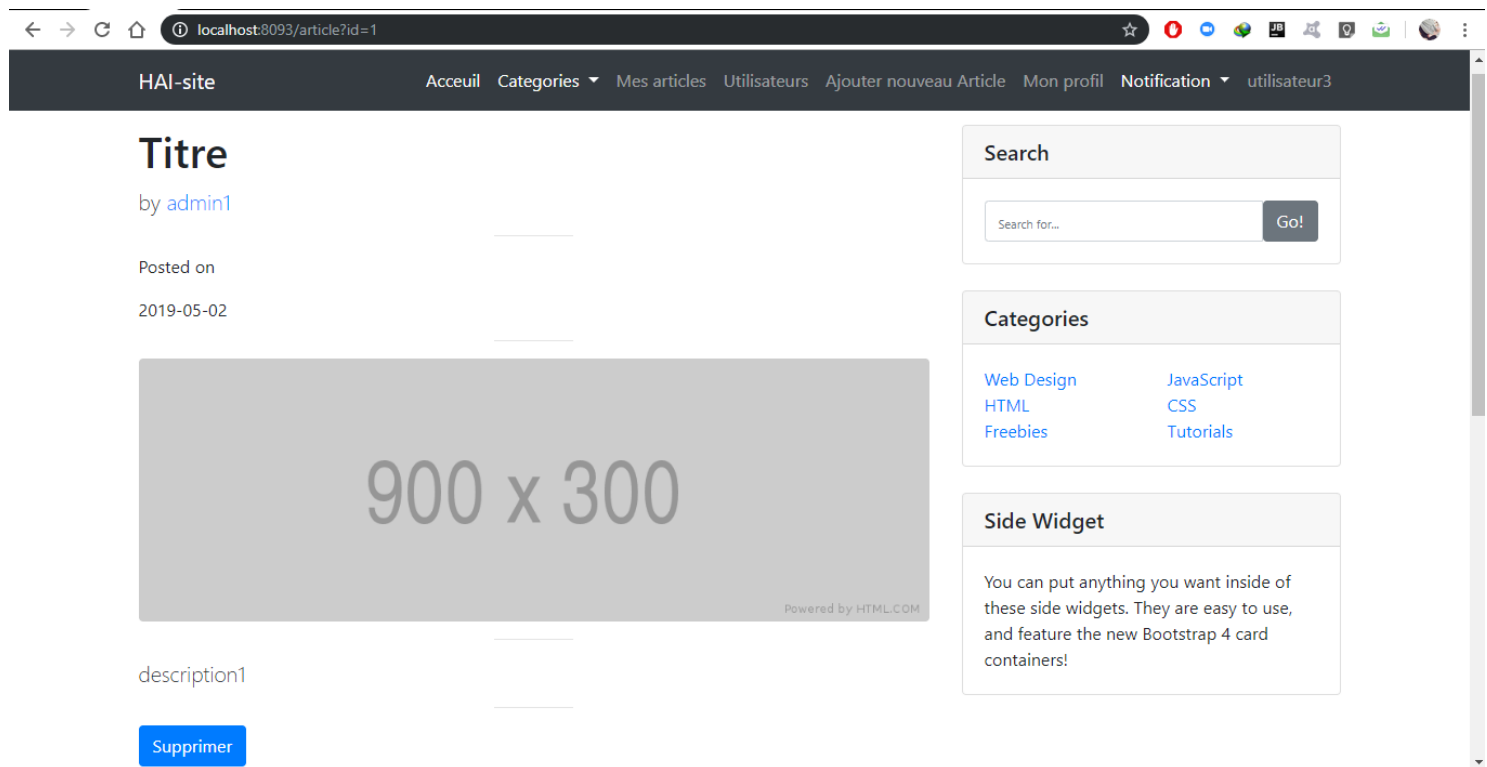 localhost:8093/article?id=1
HAI-site
Acceuil Categories Mes articles Utilisateurs Ajouter nouveau Article Mon profil Notification utilisateur3
Titre
by admin1
Posted on
2019-05-02
900 x 300
Powered by HTML.COM
description1
Supprimer
Search
Search for...
Go!
Categories
Web Design JavaScript
HTML CSS
Freebies Tutorials
Side Widget
You can put anything you want inside of
these side widgets. They are easy to use,
and feature the new Bootstrap 4 card
containers!
JB